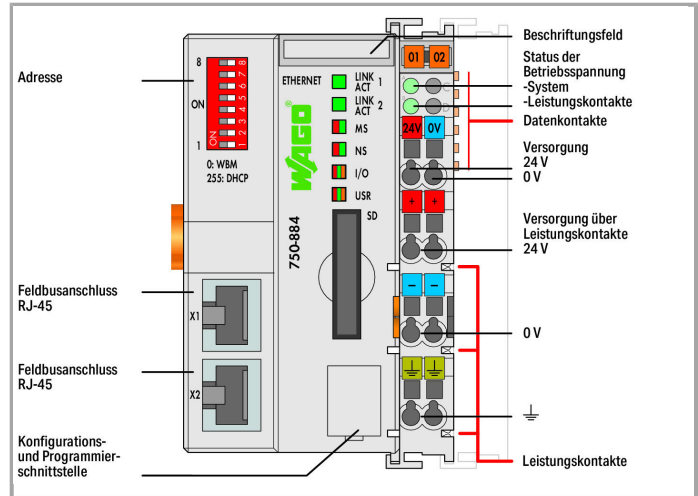 Adresse
Feldbusanschluss
RJ-45
Feldbusanschluss
RJ-45
Konfigurations-
und Programmier-
schnittstelle
8
ON
1
8
7
6
5
4
3
2
1
ON
0: WBM
255: DHCP
X1
X2
ETHERNET
LINK 1
ACT
LINK 2
ACT
MS
NS
I/O
USR
SD
WAGO
®
750-884
01 02
C
D
24V 0V
+ +
– –
Beschriftungsfeld
Status der
Betriebsspannung
-System
-Leistungskontakte
Datenkontakte
Versorgung
24 V
0 V
Versorgung über
Leistungskontakte
24 V
0 V
Leistungskontakte